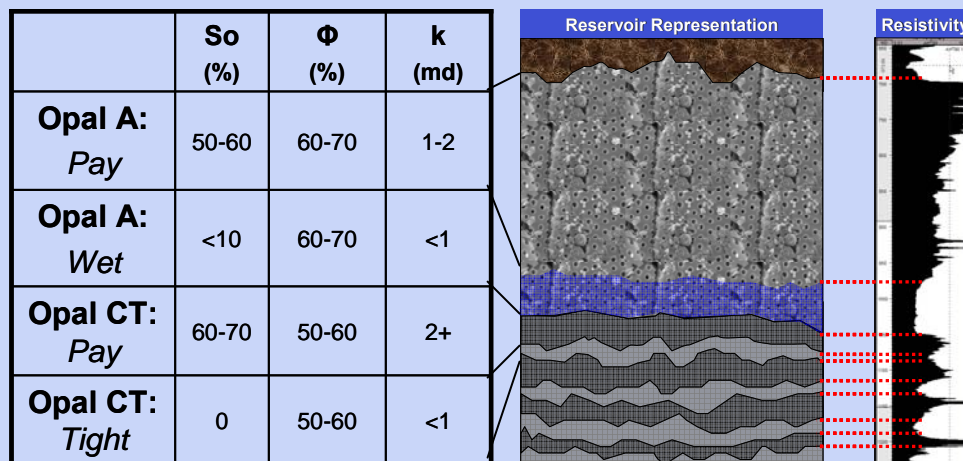 So
(%)
Φ
(%)
k
(md)
Opal A:
Pay
50-60
60-70
1-2
Opal A:
Wet
<10
60-70
<1
Opal CT:
Pay
60-70
50-60
2+
Opal CT:
Tight
0
50-60
<1
Reservoir Representation
Resistivity